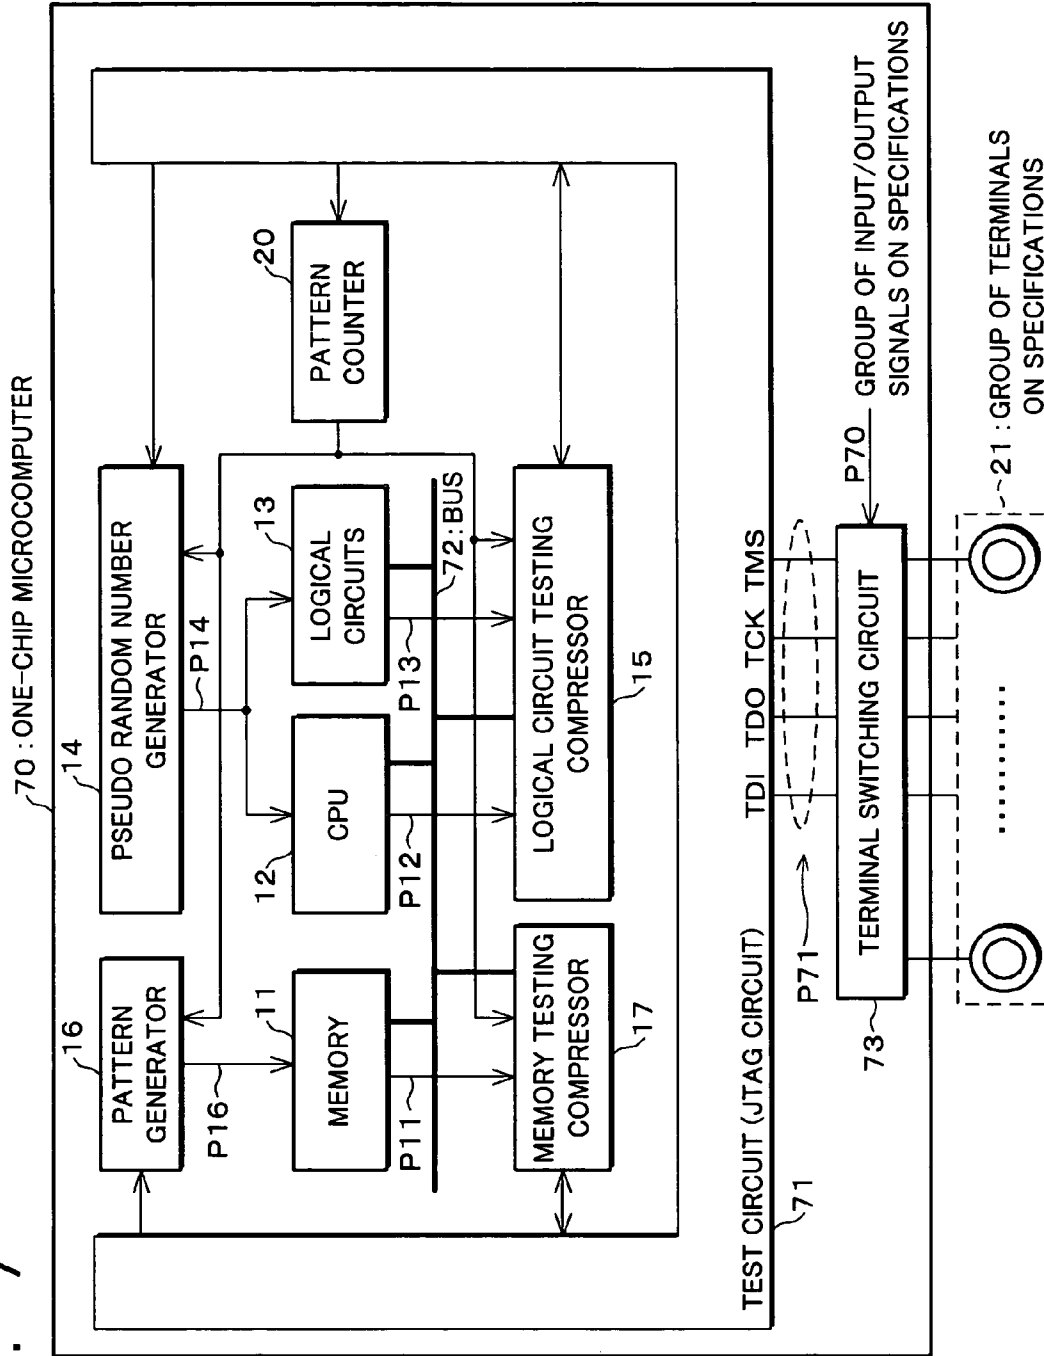 70 : ONE-CHIP MICROCOMPUTER
16
PATTERN
GENERATOR
14
PSEUDO RANDOM NUMBER
GENERATOR
P16
P14
20
PATTERN
COUNTER
11
MEMORY
12
CPU
13
LOGICAL
CIRCUITS
P11
P12
P13
72 : BUS
MEMORY TESTING
COMPRESSOR
17
LOGICAL CIRCUIT TESTING
COMPRESSOR
15
TEST CIRCUIT (JTAG CIRCUIT)
71
TDI TDO TCK TMS
P71
P70
GROUP OF INPUT/OUTPUT
SIGNALS ON SPECIFICATIONS
TERMINAL SWITCHING CIRCUIT
73
21 : GROUP OF TERMINALS
ON SPECIFICATIONS